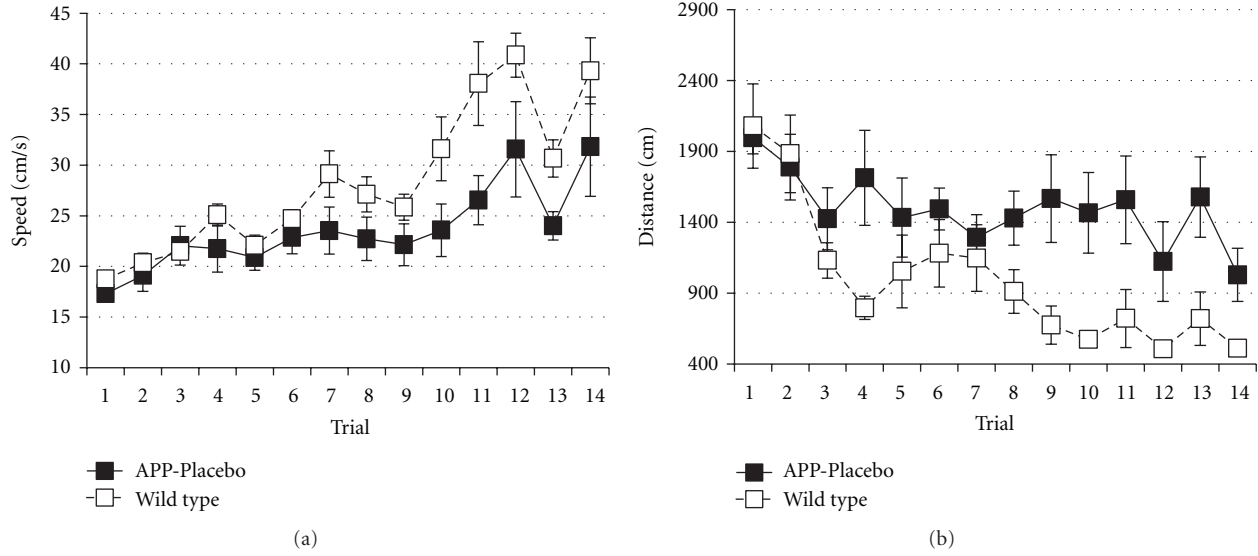 45
40
35
30
25
20
15
10
Speed (cm/s)
1 2 3 4 5 6 7 8 9 10 11 12 13 14
Trial
APP-Placebo
Wild type
(a)
2900
2400
1900
1400
900
400
Distance (cm)
1 2 3 4 5 6 7 8 9 10 11 12 13 14
Trial
APP-Placebo
Wild type
(b)